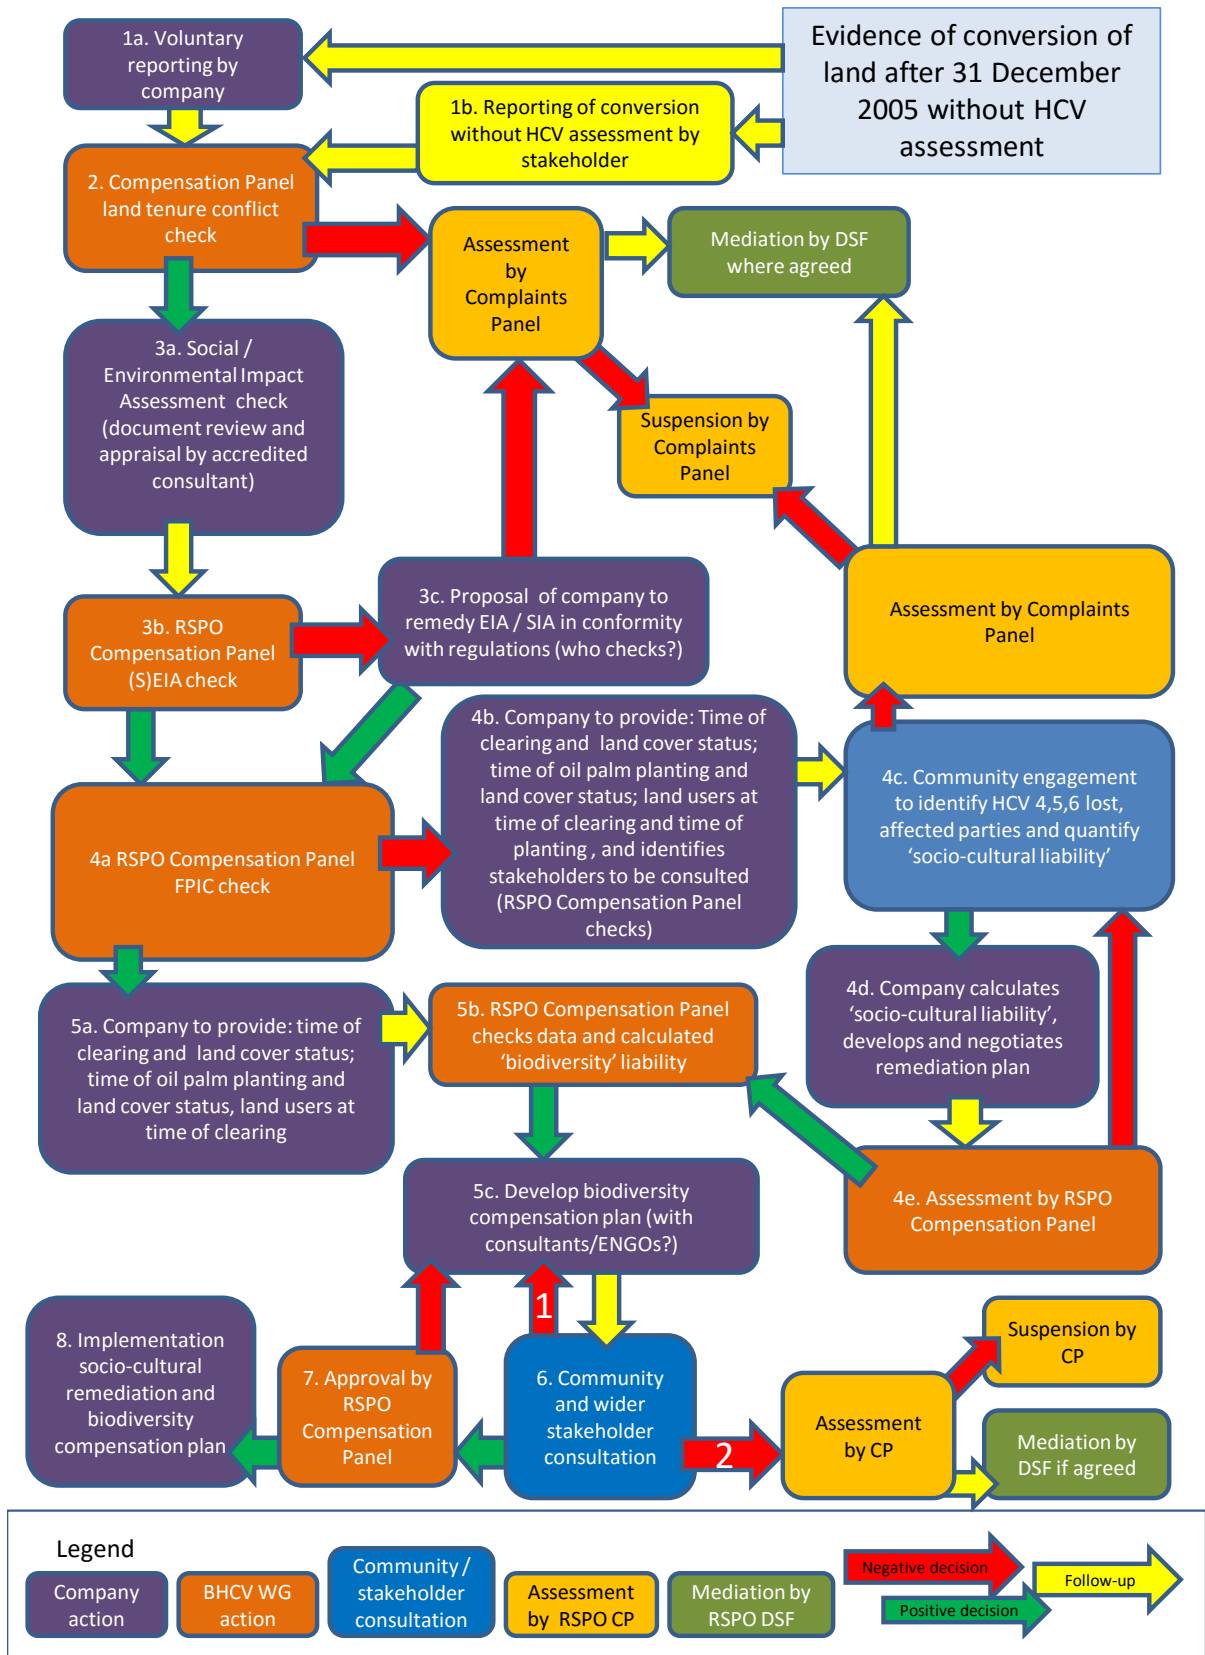 1a. Voluntary
reporting by
company
Evidence of conversion of
land after 31 December
2005 without HCV
assessment
1b. Reporting of conversion
without HCV assessment by
stakeholder
2. Compensation Panel
land tenure conflict
check
Assessment
by
Complaints
Panel
Mediation by DSF
where agreed
3a. Social /
Environmental Impact
Assessment check
(document review and
appraisal by accredited
consultant)
Suspension by
Complaints
Panel
3b. RSPO
Compensation Panel
(S)EIA check
3c. Proposal of company to
remedy EIA / SIA in conformity
with regulations (who checks?)
Assessment by Complaints
Panel
4a RSPO Compensation Panel
FPIC check
4b. Company to provide: Time of
clearing and land cover status;
time of oil palm planting and
land cover status; land users at
time of clearing and time of
planting , and identifies
stakeholders to be consulted
(RSPO Compensation Panel
checks)
4c. Community engagement
to identify HCV 4,5,6 lost,
affected parties and quantify
‘socio-cultural liability’
4d. Company calculates
‘socio-cultural liability’,
develops and negotiates
remediation plan
5a. Company to provide: time of
clearing and land cover status;
time of oil palm planting and
land cover status, land users at
time of clearing
5b. RSPO Compensation Panel
checks data and calculated
‘biodiversity’ liability
4e. Assessment by RSPO
Compensation Panel
5c. Develop biodiversity
compensation plan (with
consultants/ENGOs?)
1
8. Implementation
socio-cultural
remediation and
biodiversity
compensation plan
7. Approval by
RSPO
Compensation
Panel
6. Community
and wider
stakeholder
consultation
2
Assessment
by CP
Suspension by
CP
Mediation by
DSF if agreed
Legend
Company
action
BHCV WG
action
Community /
stakeholder
consultation
Assessment
by RSPO CP
Mediation by
RSPO DSF
Negative decision
Positive decision
Follow-up